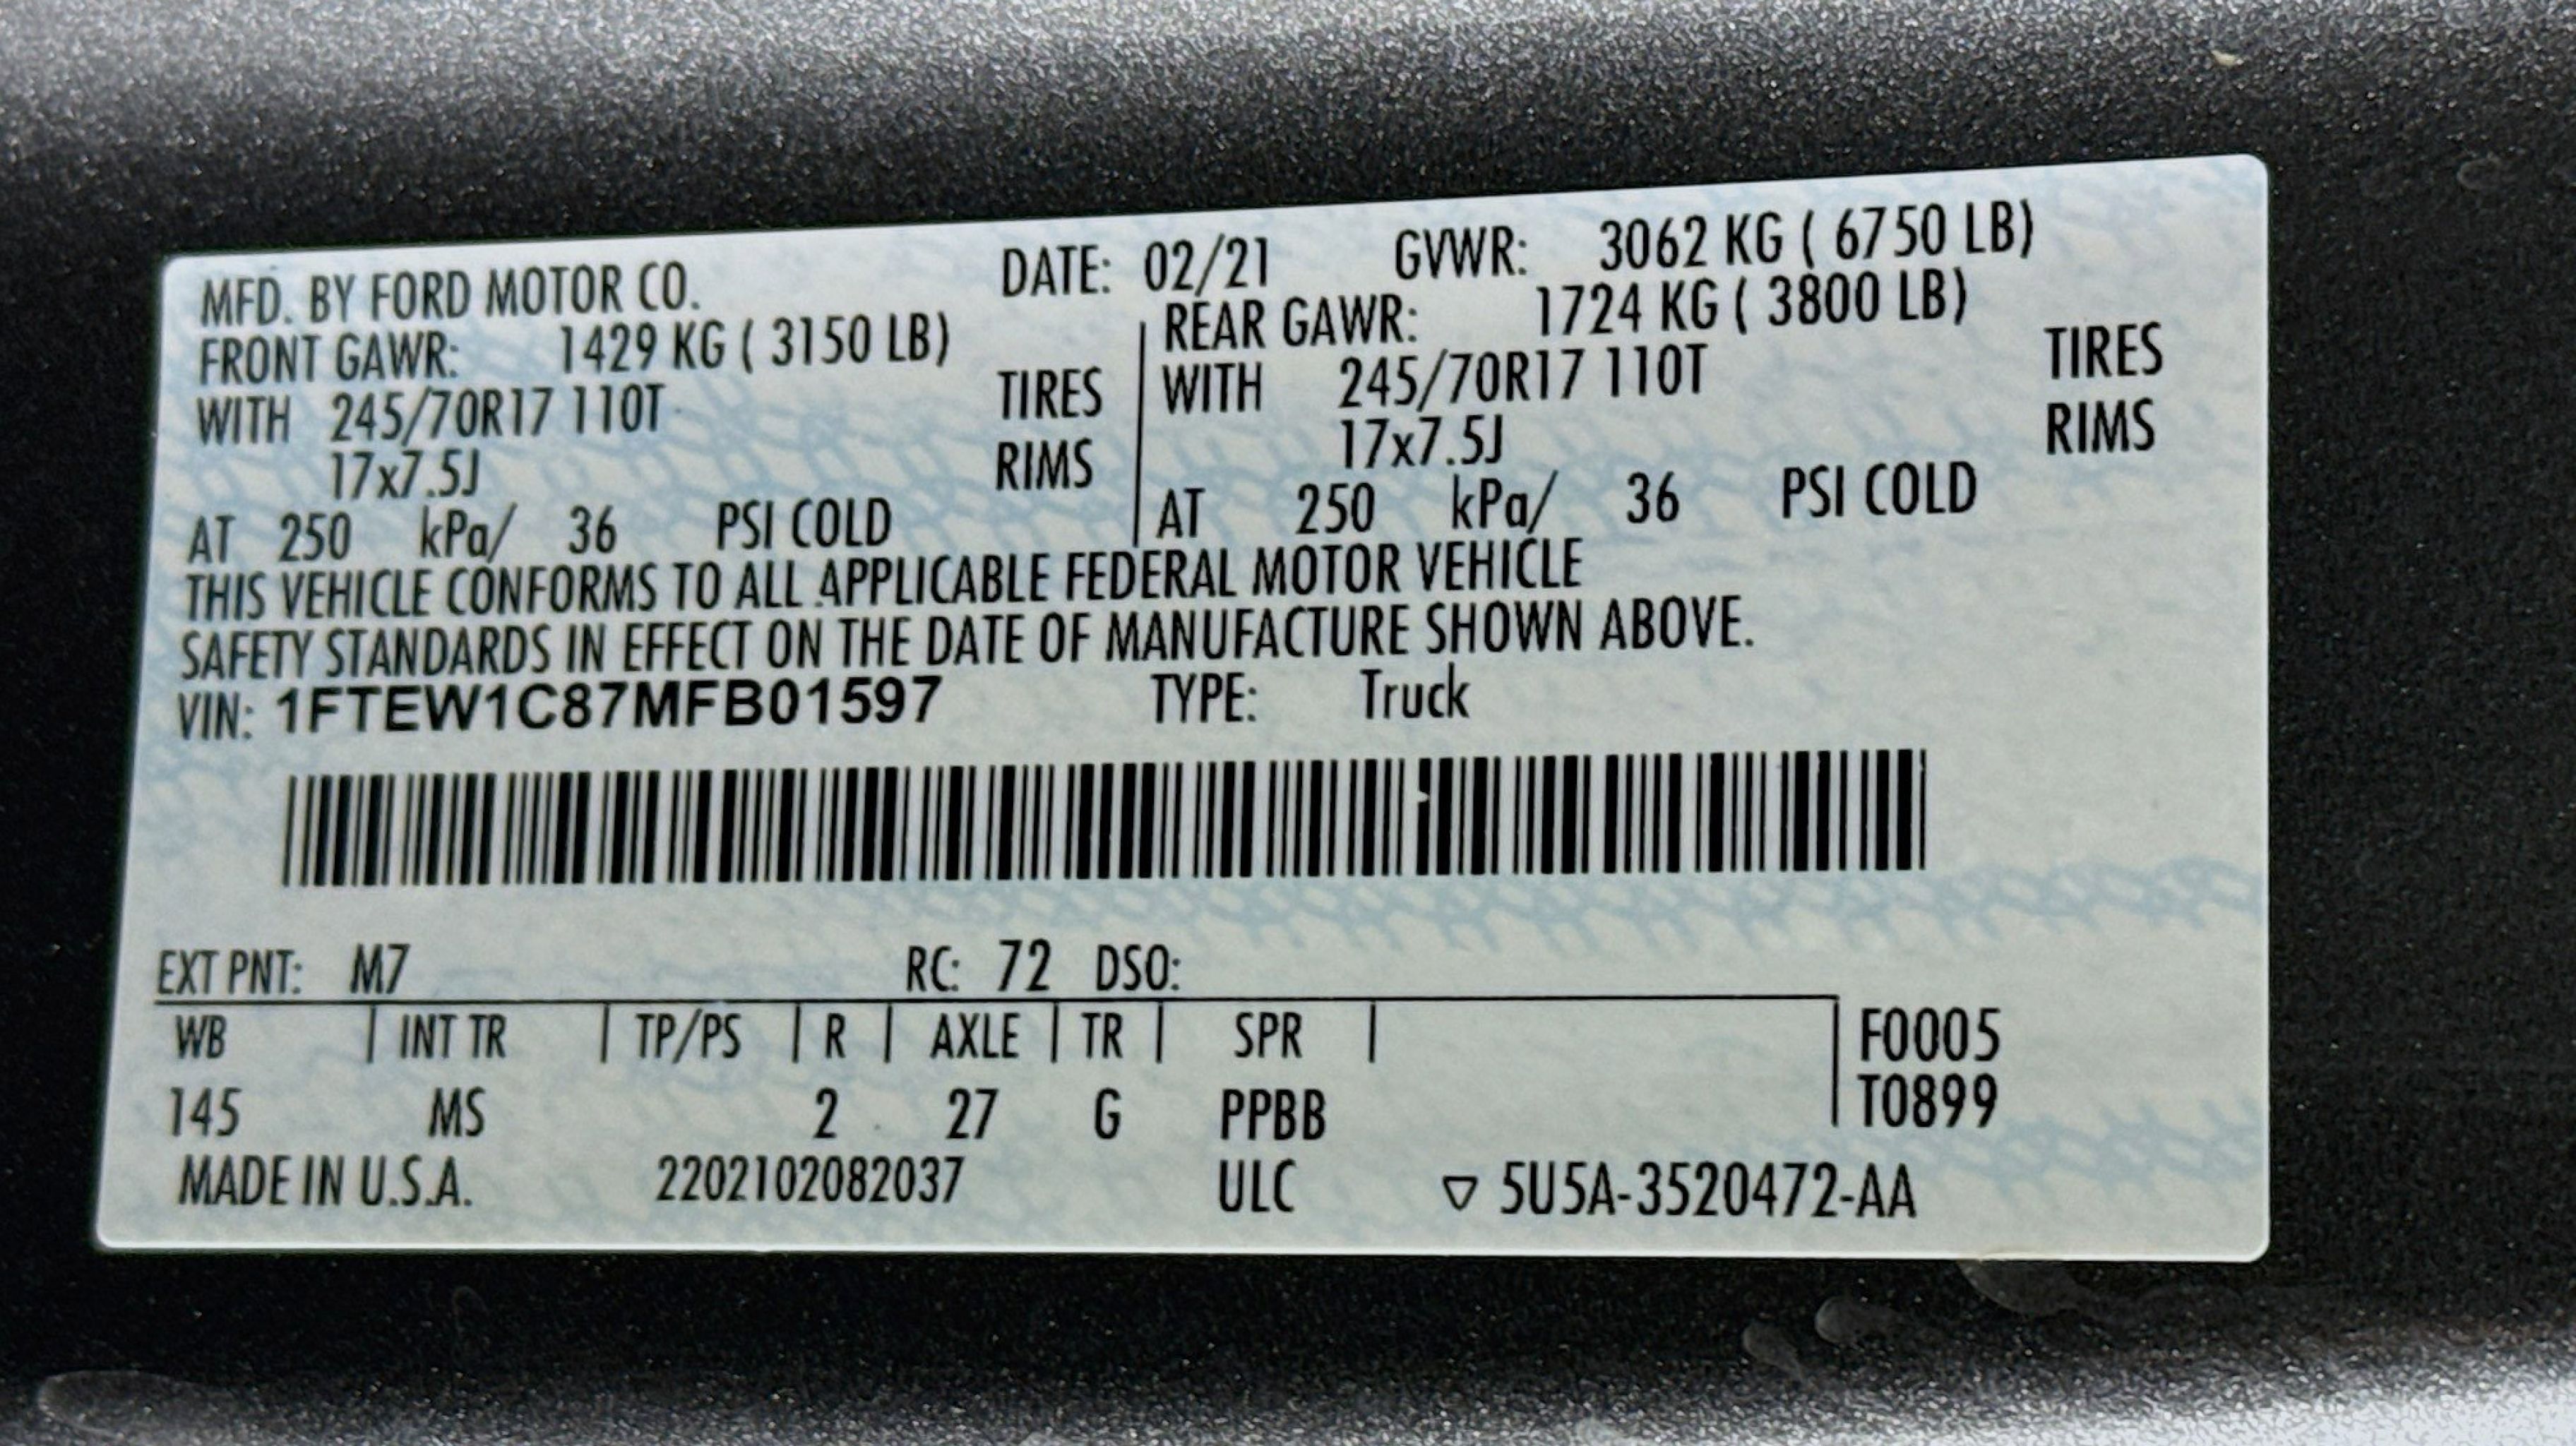 MFD. BY FORD MOTOR CO. DATE: 02/21 GVWR: 3062 KG ( 6750 LB)
FRONT GAWR: 1429 KG ( 3150 LB) REAR GAWR: 1724 KG ( 3800 LB)
WITH 245/70R17 110T TIRES WITH 245/70R17 110T TIRES
17x7.5J RIMS 17x7.5J RIMS
AT 250 kPa/ 36 PSI COLD AT 250 kPa/ 36 PSI COLD
THIS VEHICLE CONFORMS TO ALL APPLICABLE FEDERAL MOTOR VEHICLE
SAFETY STANDARDS IN EFFECT ON THE DATE OF MANUFACTURE SHOWN ABOVE.
VIN: 1FTEW1C87MFB01597 TYPE: Truck
EXT PNT: M7 RC: 72 DSO:
WB | INT TR | TP/PS | R | AXLE | TR | SPR | F0005
145 MS 2 27 G PPBB T0899
MADE IN U.S.A. 2202102082037 ULC ▽ 5U5A-3520472-AA